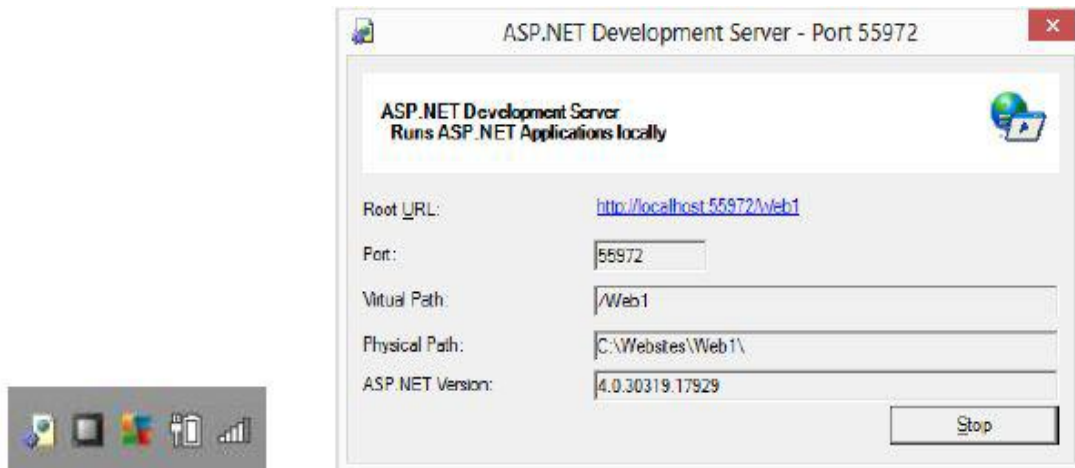 ASP.NET Development Server - Port 55972
ASP.NET Development Server
Runs ASP.NET Applications locally
Root URL: http://localhost:55972/Web1
Port: 55972
Virtual Path: /Web1
Physical Path: C:\Websites\Web1\
ASP.NET Version: 4.0.30319.17929
Stop